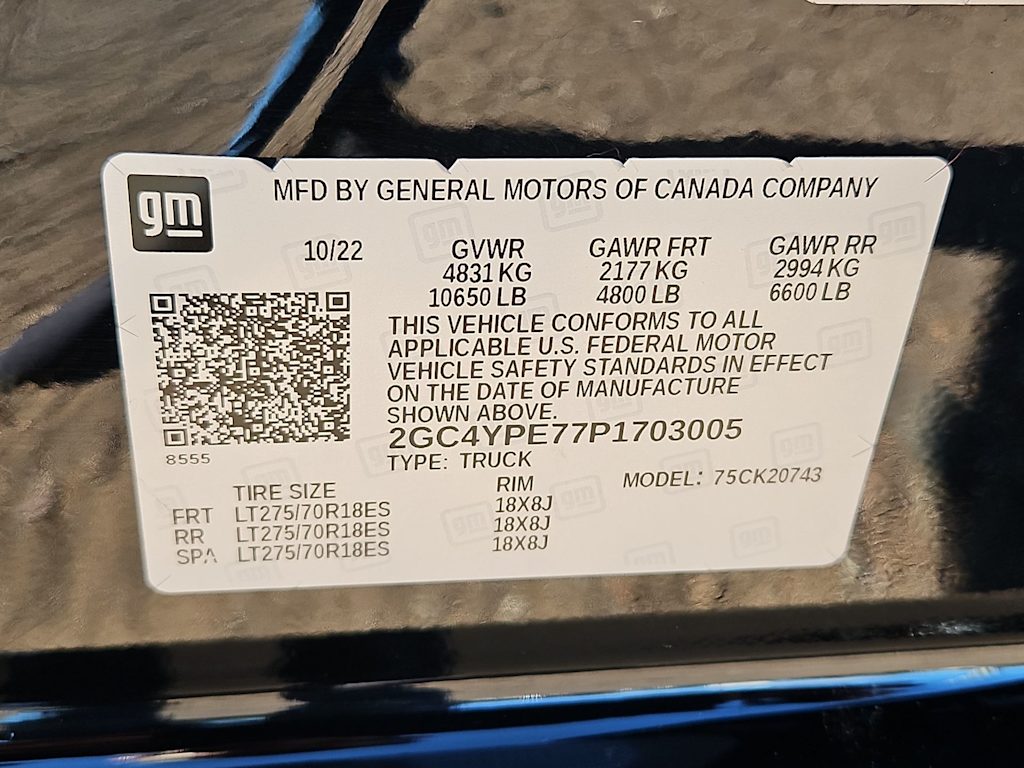 gm
MFD BY GENERAL MOTORS OF CANADA COMPANY
10/22 GVWR GAWR FRT GAWR RR
4831 KG 2177 KG 2994 KG
10650 LB 4800 LB 6600 LB
THIS VEHICLE CONFORMS TO ALL
APPLICABLE U.S. FEDERAL MOTOR
VEHICLE SAFETY STANDARDS IN EFFECT
ON THE DATE OF MANUFACTURE
SHOWN ABOVE.
2GC4YPE77P1703005
8555
TYPE: TRUCK
TIRE SIZE RIM MODEL: 75CK20743
FRT LT275/70R18ES 18X8J
RR LT275/70R18ES 18X8J
SPA LT275/70R18ES 18X8J